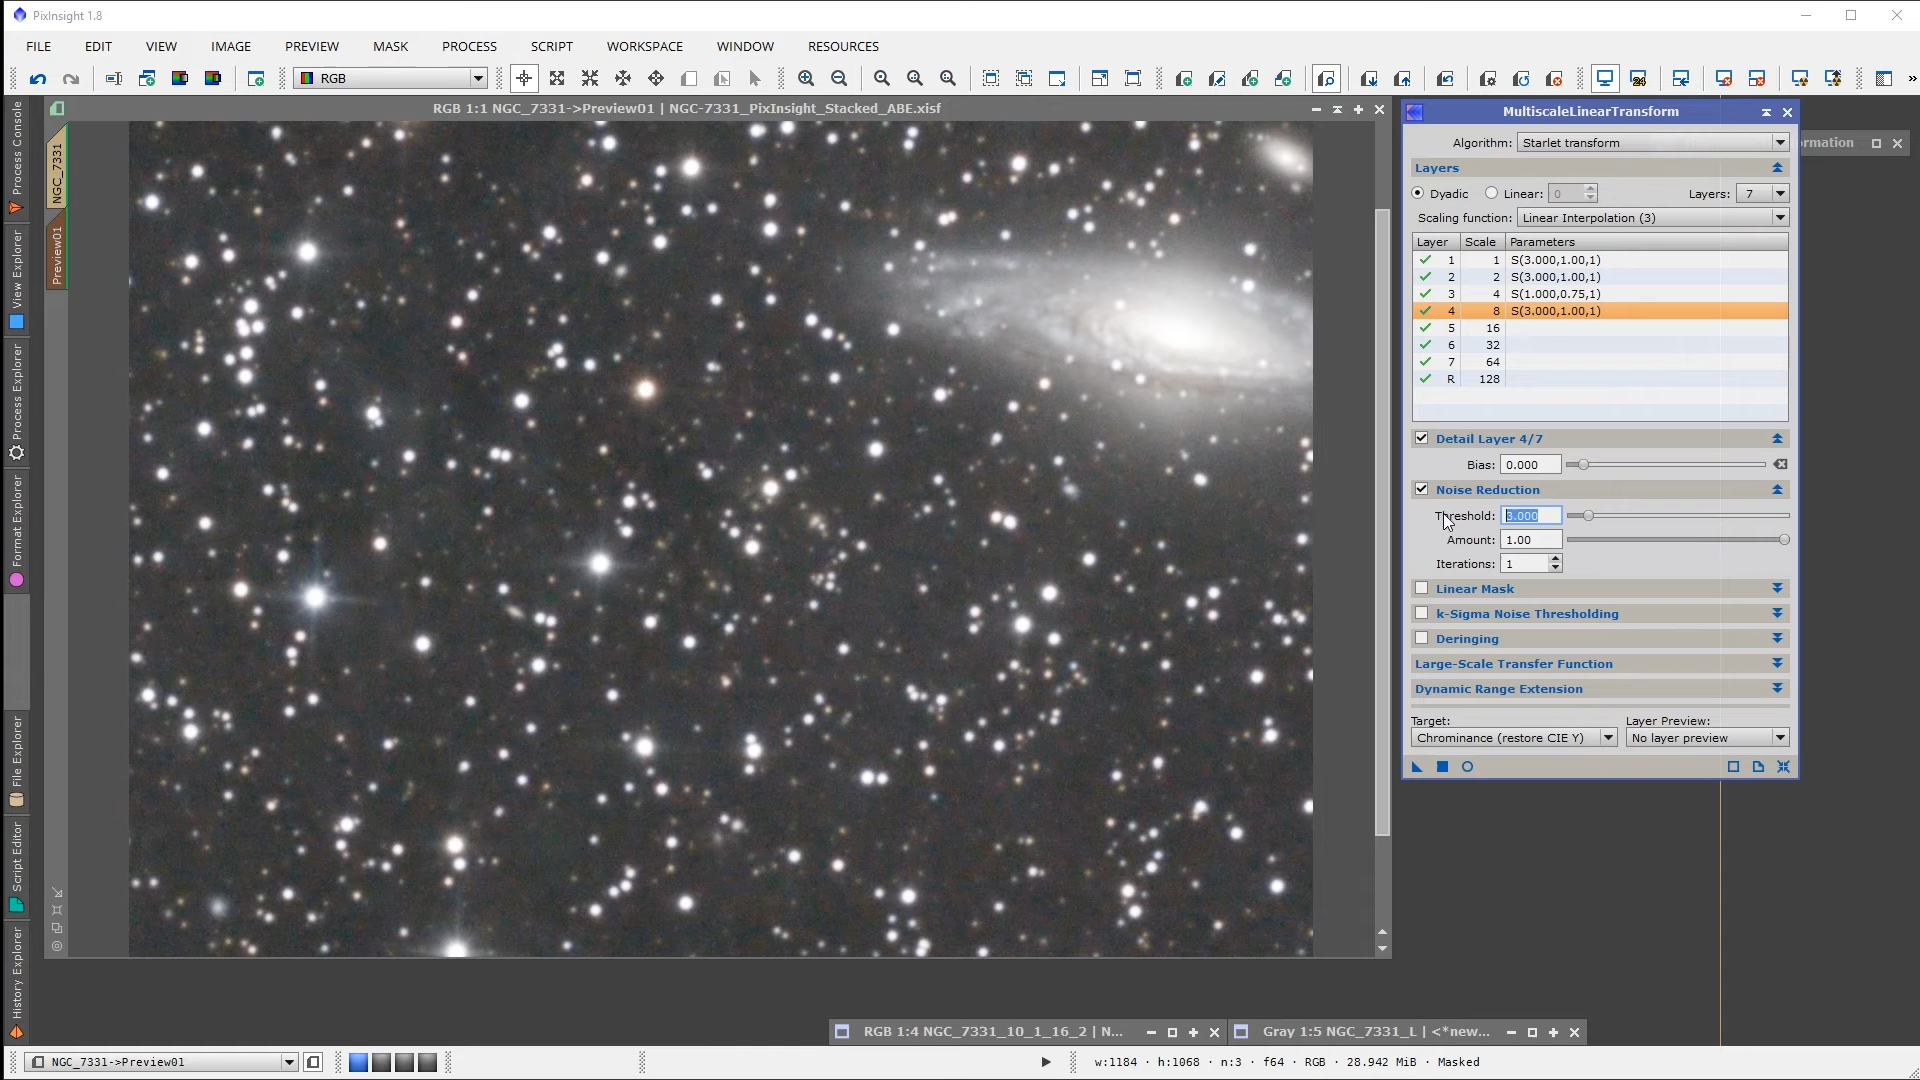 PixInsight 1.8
FILE EDIT VIEW IMAGE PREVIEW MASK PROCESS SCRIPT WORKSPACE WINDOW RESOURCES
RGB
24
»
RGB 1:1 NGC_7331->Preview01 | NGC-7331_PixInsight_Stacked_ABE.xisf
Process Console
View Explorer
Process Explorer
Format Explorer
File Explorer
Script Editor
History Explorer
NGC_7331
Preview01
MultiscaleLinearTransform
rmation
Algorithm: Starlet transform
Layers
Dyadic Linear: 0 Layers: 7
Scaling function: Linear Interpolation (3)
Layer Scale Parameters
1 1 S(3.000,1.00,1)
2 2 S(3.000,1.00,1)
3 4 S(1.000,0.75,1)
4 8 S(3.000,1.00,1)
5 16
6 32
7 64
R 128
Detail Layer 4/7
Bias: 0.000
Noise Reduction
Threshold: 3.000
Amount: 1.00
Iterations: 1
Linear Mask
k-Sigma Noise Thresholding
Deringing
Large-Scale Transfer Function
Dynamic Range Extension
Target: Layer Preview:
Chrominance (restore CIE Y) No layer preview
RGB 1:4 NGC_7331_10_1_16_2 | N...
Gray 1:5 NGC_7331_L | <*new...
NGC_7331->Preview01
w:1184 · h:1068 · n:3 · f64 · RGB · 28.942 MiB · Masked